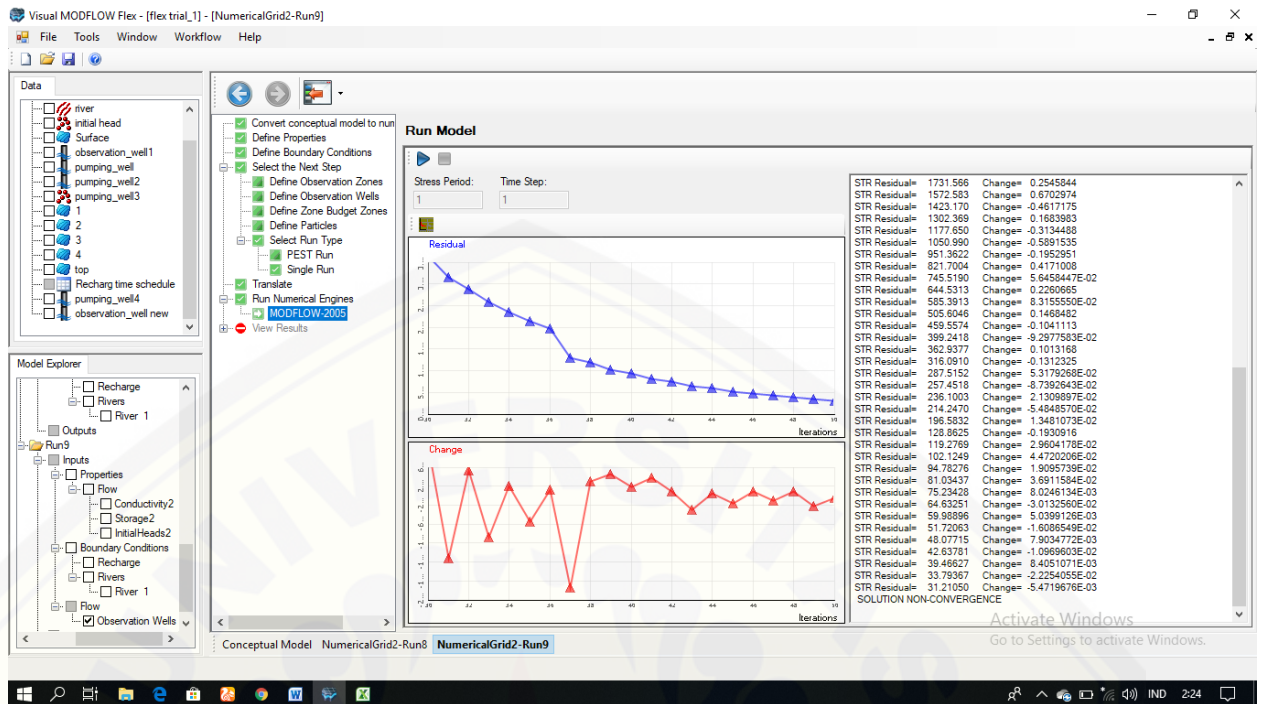 Visual MODFLOW Flex - [flex trial_1] - [NumericalGrid2-Run9]
File Tools Window Workflow Help
Data
river
initial head
Surface
observation_well1
pumping_well
pumping_well2
pumping_well3
1
2
3
4
top
Recharg time schedule
pumping_well4
observation_well new
Model Explorer
Recharge
Rivers
River 1
Outputs
Run9
Inputs
Properties
Flow
Conductivity2
Storage2
InitialHeads2
Boundary Conditions
Recharge
Rivers
River 1
Flow
Observation Wells
Convert conceptual model to num
Define Properties
Define Boundary Conditions
Select the Next Step
Define Observation Zones
Define Observation Wells
Define Zone Budget Zones
Define Particles
Select Run Type
PEST Run
Single Run
Translate
Run Numerical Engines
MODFLOW-2005
View Results
Run Model
Stress Period: Time Step:
1 1
Residual
32 34 36 38 40 42 44 46 48
Iterations
Change
32 34 36 38 40 42 44 46 48
Iterations
STR Residual= 1731.566 Change= 0.2545844
STR Residual= 1572.583 Change= 0.6702974
STR Residual= 1423.170 Change= -0.4617175
STR Residual= 1302.369 Change= 0.1683983
STR Residual= 1177.650 Change= -0.3134488
STR Residual= 1050.990 Change= -0.5891535
STR Residual= 951.3622 Change= -0.1952951
STR Residual= 821.7004 Change= 0.4171008
STR Residual= 745.5190 Change= 5.6458447E-02
STR Residual= 644.5313 Change= 0.2260665
STR Residual= 585.3913 Change= 8.3155550E-02
STR Residual= 505.6046 Change= 0.1468482
STR Residual= 459.5574 Change= -0.1041113
STR Residual= 399.2418 Change= -9.2977583E-02
STR Residual= 362.9377 Change= 0.1013168
STR Residual= 316.0910 Change= -0.1312325
STR Residual= 287.5152 Change= 5.3179268E-02
STR Residual= 257.4518 Change= -8.7392643E-02
STR Residual= 236.1003 Change= 2.1309897E-02
STR Residual= 214.2470 Change= -5.4848570E-02
STR Residual= 196.5832 Change= 1.3481073E-02
STR Residual= 128.8625 Change= -0.1930916
STR Residual= 119.2769 Change= 2.9604178E-02
STR Residual= 102.1249 Change= 4.4720206E-02
STR Residual= 94.78276 Change= 1.9095739E-02
STR Residual= 81.03437 Change= 3.6911584E-02
STR Residual= 75.23428 Change= 8.0246134E-03
STR Residual= 64.63251 Change= -3.0132560E-02
STR Residual= 59.98896 Change= 5.0399126E-03
STR Residual= 51.72063 Change= -1.6086549E-02
STR Residual= 48.07715 Change= 7.9034772E-03
STR Residual= 42.63781 Change= -1.0969603E-02
STR Residual= 39.46627 Change= 8.4051071E-03
STR Residual= 33.79367 Change= -2.2254055E-02
STR Residual= 31.21050 Change= -5.4719676E-03
SOLUTION NON-CONVERGENCE
Activate Windows
Go to Settings to activate Windows.
Conceptual Model NumericalGrid2-Run8 NumericalGrid2-Run9
IND 2:24